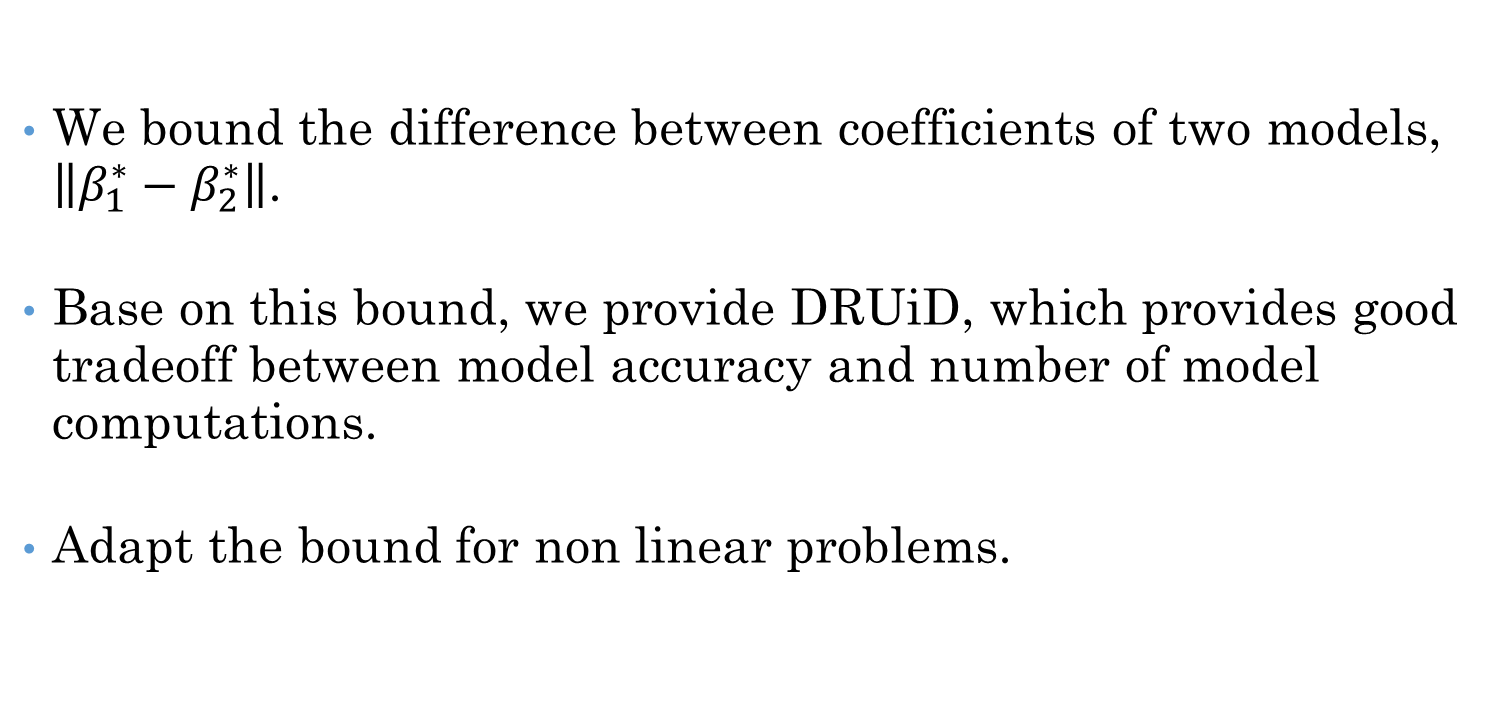 • We bound the difference between coefficients of two models,
‖β₁* − β₂*‖.
• Base on this bound, we provide DRUiD, which provides good
tradeoff between model accuracy and number of model
computations.
• Adapt the bound for non linear problems.